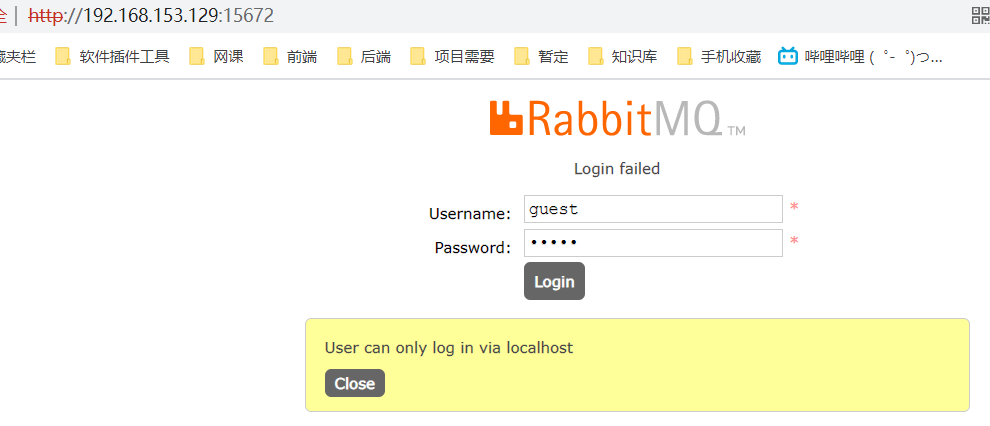 全 | http://192.168.153.129:15672
藏夹栏 软件插件工具 网课 前端 后端 项目需要 暂定 知识库 手机收藏 哔哩哔哩 ( ゜- ゜)つ...
RabbitMQ TM
Login failed
Username: guest *
Password: ••••• *
Login
User can only log in via localhost
Close